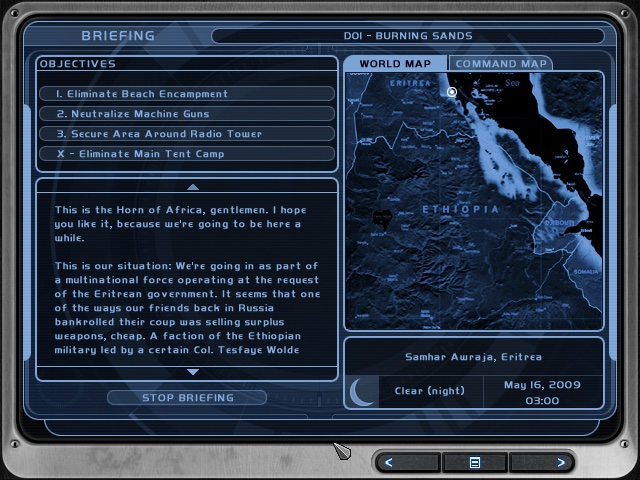 BRIEFING
DOI - BURNING SANDS
OBJECTIVES
1. Eliminate Beach Encampment
2. Neutralize Machine Guns
3. Secure Area Around Radio Tower
X - Eliminate Main Tent Camp
This is the Horn of Africa, gentlemen. I hope
you like it, because we're going to be here a
while.
This is our situation: We're going in as part of
a multinational force operating at the request
of the Eritrean government. It seems that one
of the ways our friends back in Russia
bankrolled their coup was selling surplus
weapons, cheap. A faction of the Ethiopian
military led by a certain Col. Tesfaye Wolde
STOP BRIEFING
WORLD MAP
COMMAND MAP
ERITREA
Sea
ETHIOPIA
DJIBOUTI
SOMALIA
Samhar Awraja, Eritrea
Clear (night)
May 16, 2009
03:00